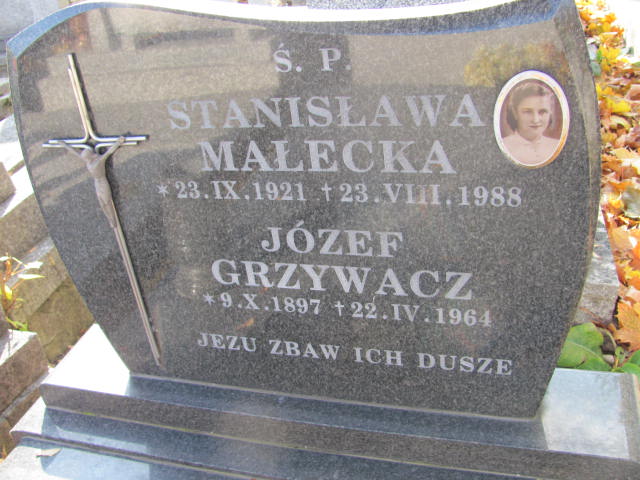 Ś. P.
STANISŁAWA
MAŁECKA
* 23. IX. 1921 † 23. VIII. 1988
JÓZEF
GRZYWACZ
* 9. X. 1897 † 22. IV. 1964
JEZU ZBAW ICH DUSZE